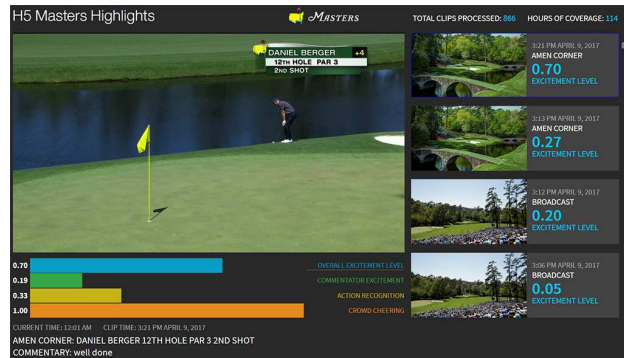 H5 Masters Highlights
MASTERS
TOTAL CLIPS PROCESSED: 866 HOURS OF COVERAGE: 114
DANIEL BERGER +4
12TH HOLE PAR 3
2ND SHOT
3:21 PM APRIL 9, 2017
AMEN CORNER
0.70
EXCITEMENT LEVEL
3:13 PM APRIL 9, 2017
AMEN CORNER
0.27
EXCITEMENT LEVEL
3:12 PM APRIL 9, 2017
BROADCAST
0.20
EXCITEMENT LEVEL
3:06 PM APRIL 9, 2017
BROADCAST
0.05
EXCITEMENT LEVEL
0.70 OVERALL EXCITEMENT LEVEL
0.19 COMMENTATOR EXCITEMENT
0.33 ACTION RECOGNITION
1.00 CROWD CHEERING
CURRENT TIME: 12:01 AM CLIP TIME: 3:21 PM APRIL 9, 2017
AMEN CORNER: DANIEL BERGER 12TH HOLE PAR 3 2ND SHOT
COMMENTARY: well done